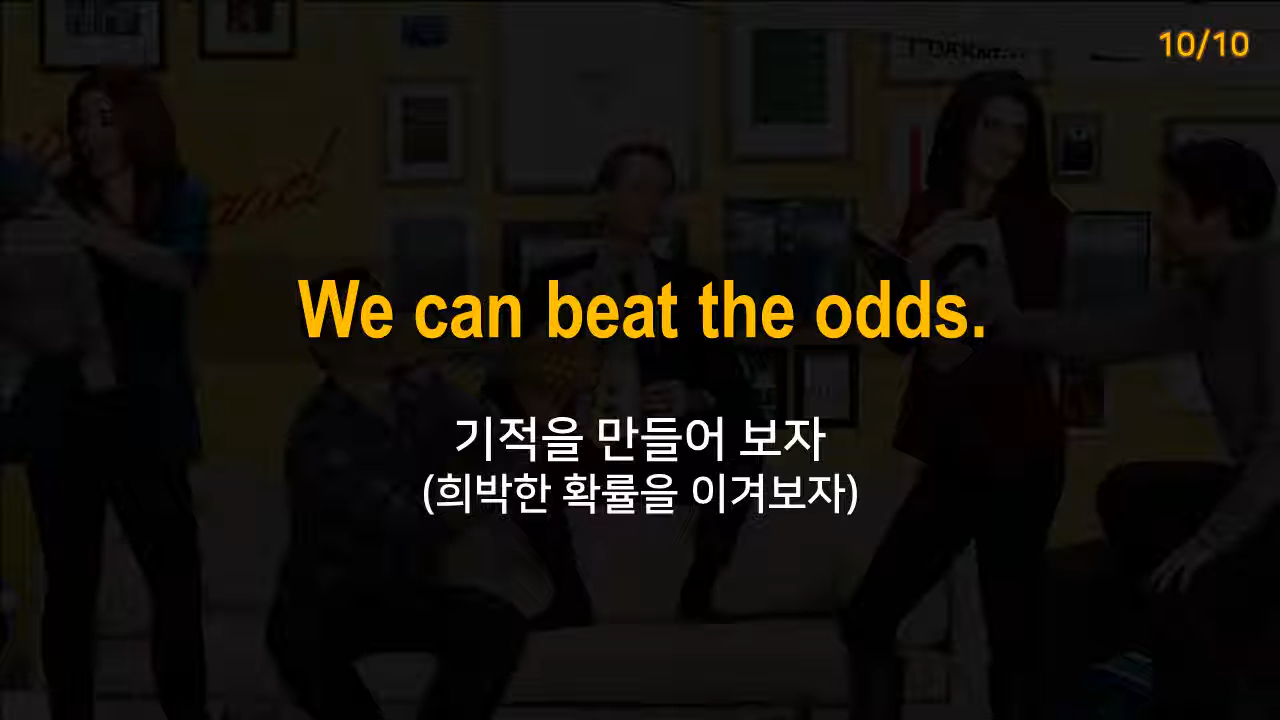 10/10
We can beat the odds.
기적을 만들어 보자
(희박한 확률을 이겨보자)